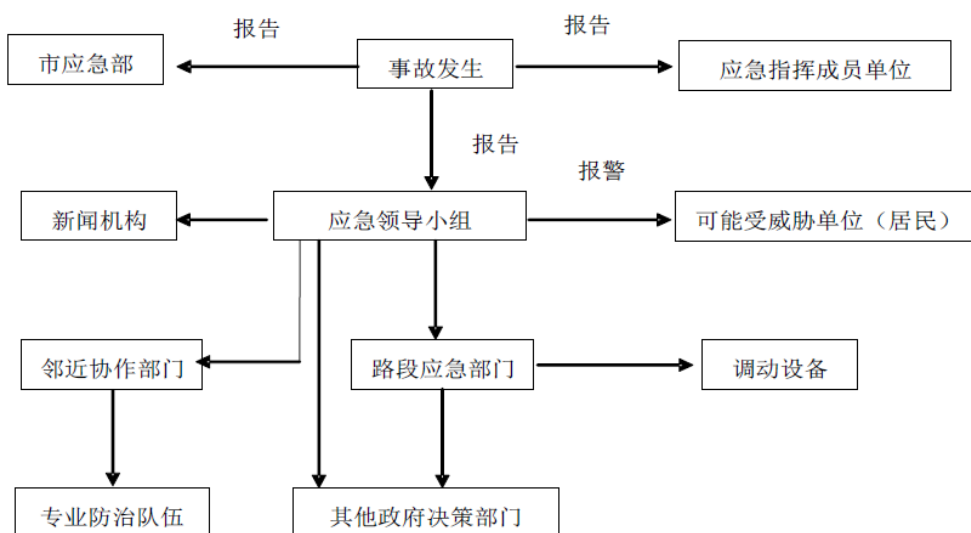 报告
报告
市应急部
事故发生
应急指挥成员单位
报告
报警
新闻机构
应急领导小组
可能受威胁单位（居民）
邻近协作部门
路段应急部门
调动设备
专业防治队伍
其他政府决策部门